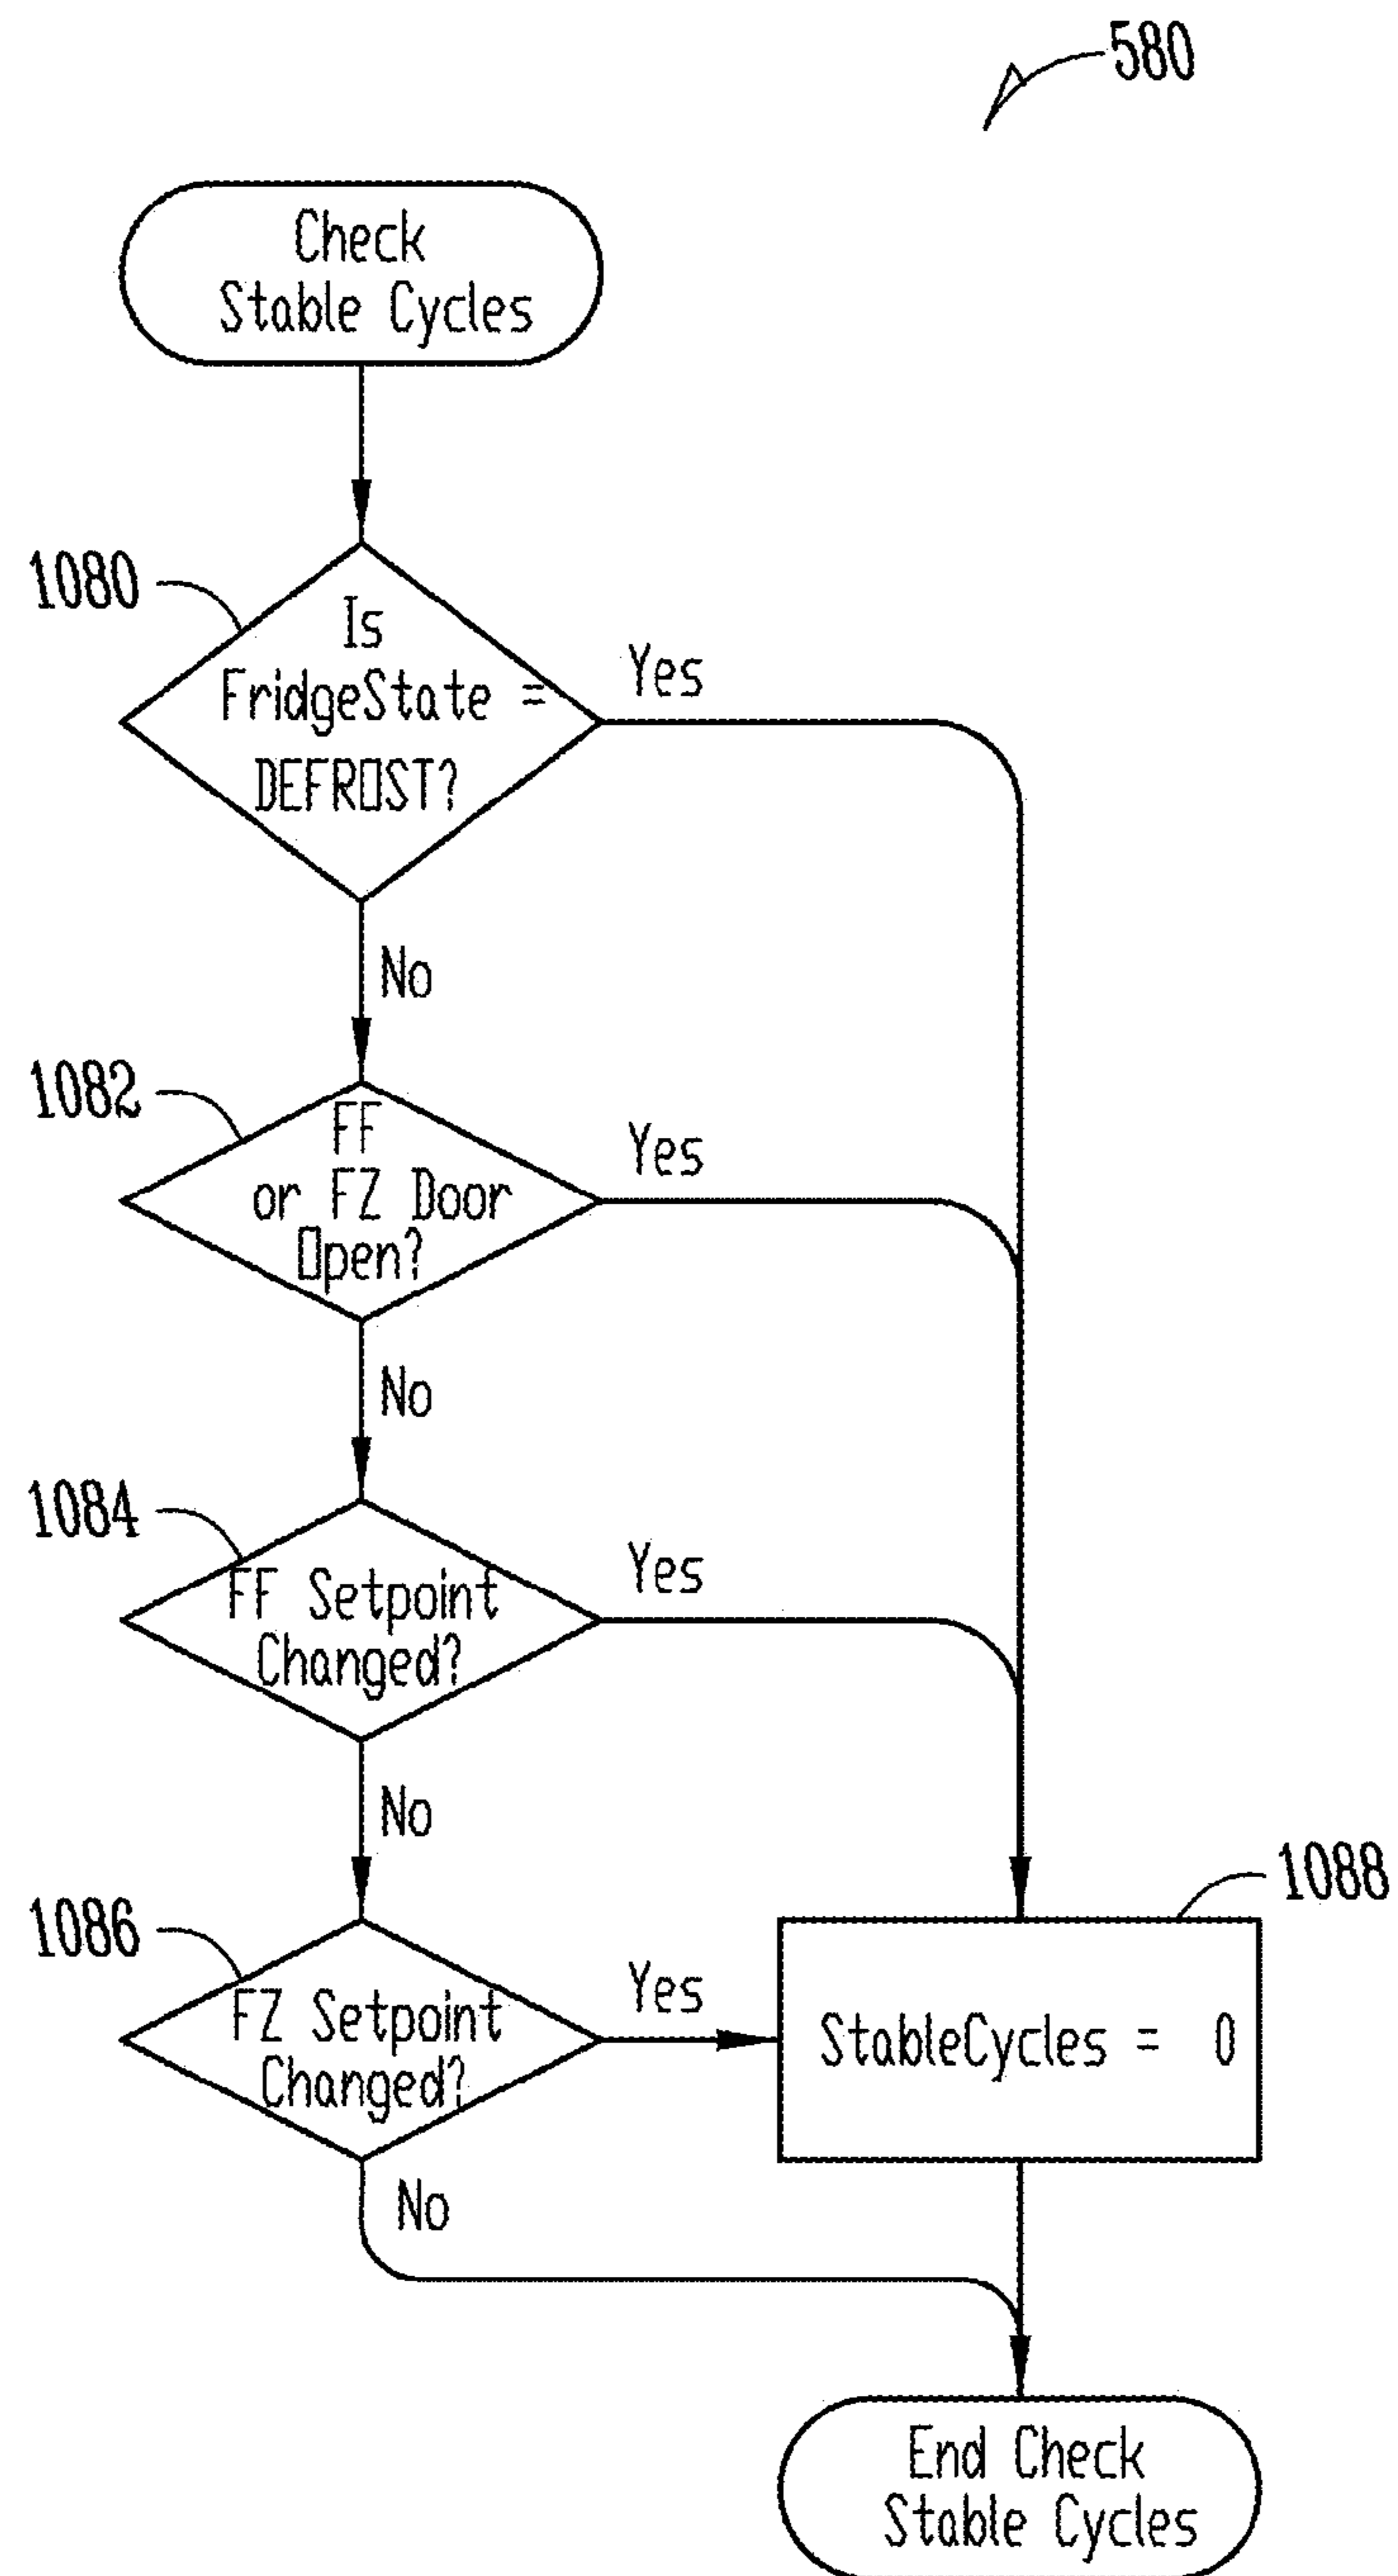 580
Check
Stable Cycles
1080
Is
FridgeState =
DEFROST?
Yes
No
1082
FF
or FZ Door
Open?
Yes
No
1084
FF Setpoint
Changed?
Yes
No
1086
FZ Setpoint
Changed?
Yes
No
1088
StableCycles = 0
End Check
Stable Cycles